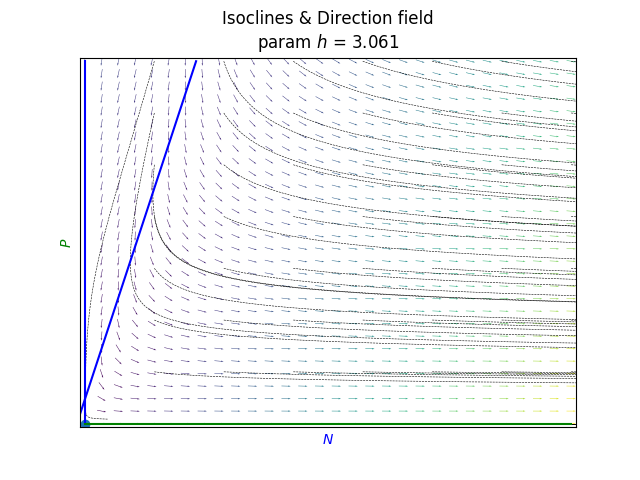 Isoclines & Direction field
param h = 3.061
P
N